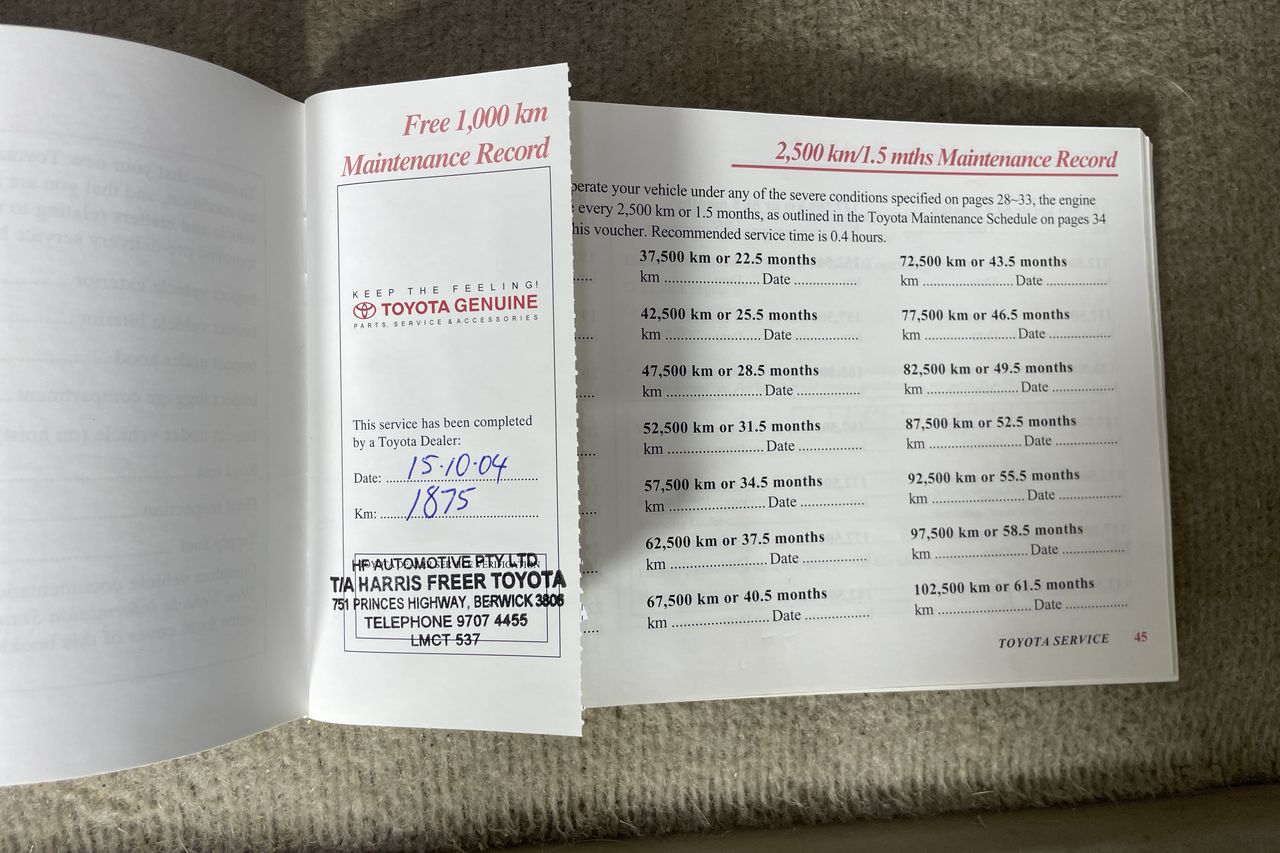 Free 1,000 km
Maintenance Record
KEEP THE FEELING!
TOYOTA GENUINE
PARTS, SERVICE & ACCESSORIES
This service has been completed
by a Toyota Dealer:
Date: 15·10·04
Km: 1875
HF AUTOMOTIVE PTY LTD
T/A HARRIS FREER TOYOTA
751 PRINCES HIGHWAY, BERWICK 3806
TELEPHONE 9707 4455
LMCT 537
2,500 km/1.5 mths Maintenance Record
perate your vehicle under any of the severe conditions specified on pages 28~33, the engine
every 2,500 km or 1.5 months, as outlined in the Toyota Maintenance Schedule on pages 34
his voucher. Recommended service time is 0.4 hours.
37,500 km or 22.5 months
km ........................ Date ................
42,500 km or 25.5 months
km ........................ Date ................
47,500 km or 28.5 months
km ........................ Date ................
52,500 km or 31.5 months
km ........................ Date ................
57,500 km or 34.5 months
km ........................ Date ................
62,500 km or 37.5 months
km ........................ Date ................
67,500 km or 40.5 months
km ........................ Date ................
72,500 km or 43.5 months
km ....................... Date ...............
77,500 km or 46.5 months
km ....................... Date ...............
82,500 km or 49.5 months
km ....................... Date ...............
87,500 km or 52.5 months
km ....................... Date ...............
92,500 km or 55.5 months
km ....................... Date ...............
97,500 km or 58.5 months
km ....................... Date ...............
102,500 km or 61.5 months
km ....................... Date ...............
TOYOTA SERVICE 45